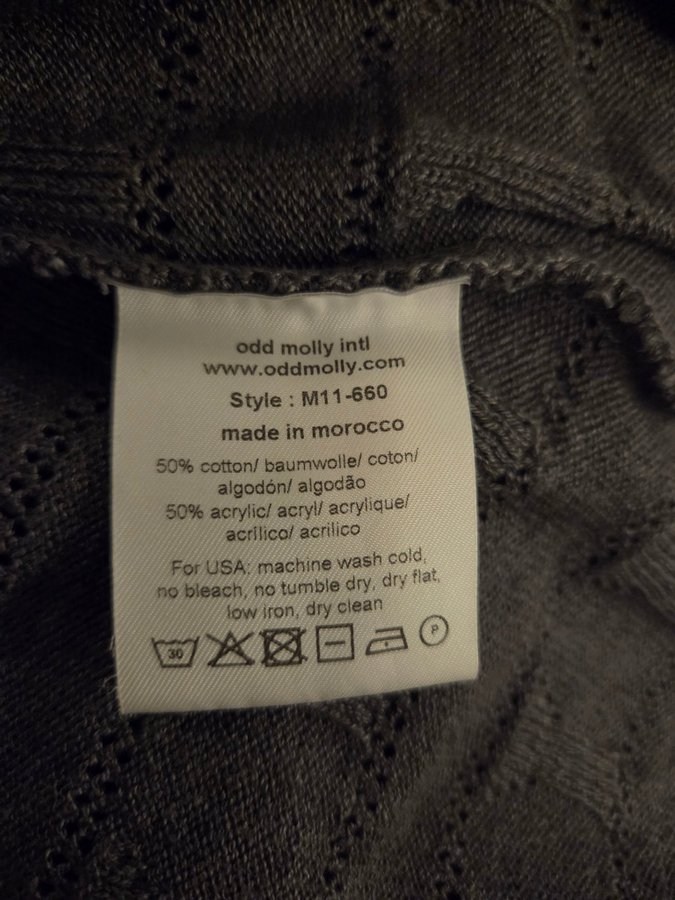 odd molly intl
www.oddmolly.com
Style : M11-660
made in morocco
50% cotton/ baumwolle/ coton/
algodón/ algodão
50% acrylic/ acryl/ acrylique/
acrílico/ acrilico
For USA: machine wash cold,
no bleach, no tumble dry, dry flat,
low iron, dry clean
30 P